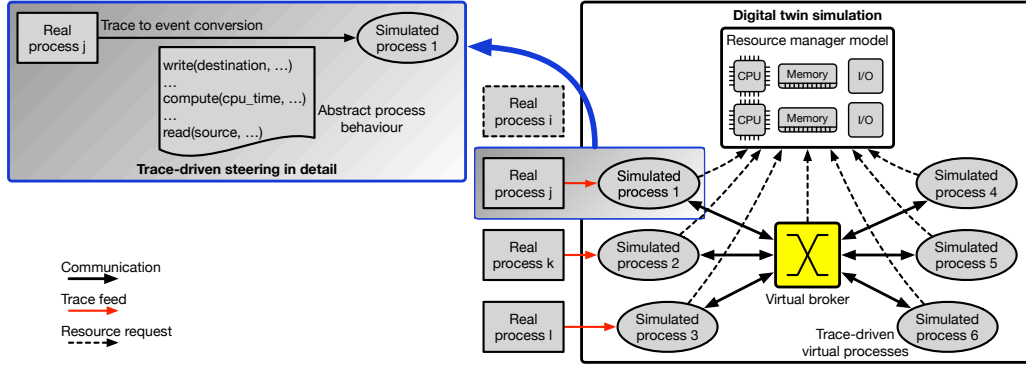 Real
process j
Trace to event conversion
Simulated
process 1
write(destination, ...)
...
compute(cpu_time, ...)
...
read(source, ...)
Abstract process
behaviour
Trace-driven steering in detail
Communication
Trace feed
Resource request
Real
process i
Real
process j
Real
process k
Real
process l
Digital twin simulation
Resource manager model
CPU
Memory
I/O
CPU
Memory
I/O
Simulated
process 1
Simulated
process 2
Simulated
process 3
Simulated
process 4
Simulated
process 5
Simulated
process 6
Virtual broker
Trace-driven
virtual processes